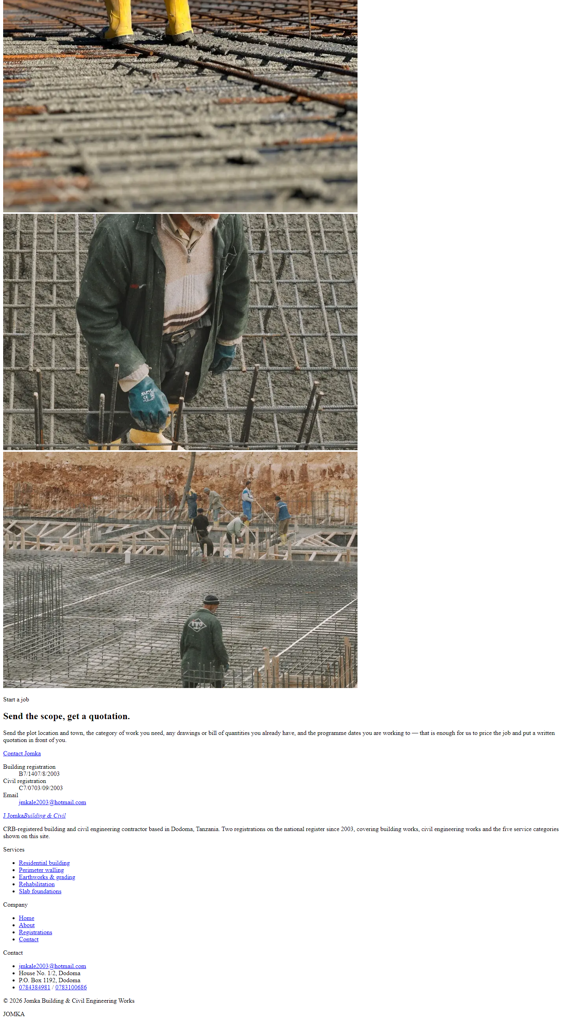 Start a job
Send the scope, get a quotation.
Send the plot location and town, the category of work you need, any drawings or bill of quantities you already have, and the programme dates you are working to — that is enough for us to price the job and put a written
quotation in front of you.
Contact Jomka
Building registration
B7/1407/8/2003
Civil registration
C7/0703/09/2003
Email
jmkale2003@hotmail.com
J JomkaBuilding & Civil
CRB-registered building and civil engineering contractor based in Dodoma, Tanzania. Two registrations on the national register since 2003, covering building works, civil engineering works and the five service categories
shown on this site.
Services
Residential building
Perimeter walling
Earthworks & grading
Rehabilitation
Slab foundations
Company
Home
About
Registrations
Contact
Contact
jmkale2003@hotmail.com
House No. 1/2, Dodoma
P.O. Box 1192, Dodoma
0784384981 / 0783100686
© 2026 Jomka Building & Civil Engineering Works
JOMKA